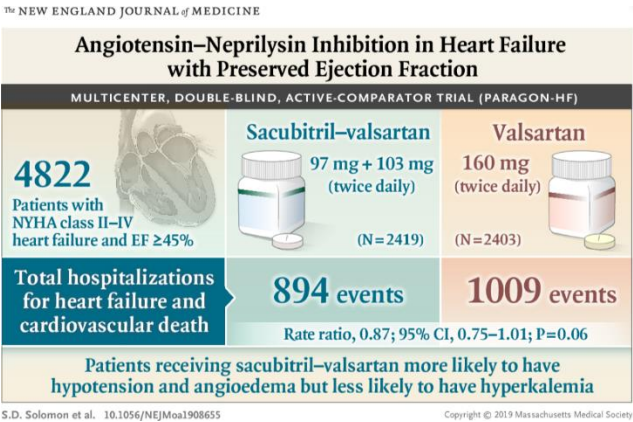 The NEW ENGLAND JOURNAL of MEDICINE
Angiotensin–Neprilysin Inhibition in Heart Failure
with Preserved Ejection Fraction
MULTICENTER, DOUBLE-BLIND, ACTIVE-COMPARATOR TRIAL (PARAGON-HF)
4822
Patients with
NYHA class II–IV
heart failure and EF ≥45%
Sacubitril–valsartan
97 mg + 103 mg
(twice daily)
(N=2419)
Valsartan
160 mg
(twice daily)
(N=2403)
Total hospitalizations
for heart failure and
cardiovascular death
894 events
1009 events
Rate ratio, 0.87; 95% CI, 0.75–1.01; P=0.06
Patients receiving sacubitril–valsartan more likely to have
hypotension and angioedema but less likely to have hyperkalemia
S.D. Solomon et al. 10.1056/NEJMoa1908655
Copyright © 2019 Massachusetts Medical Society